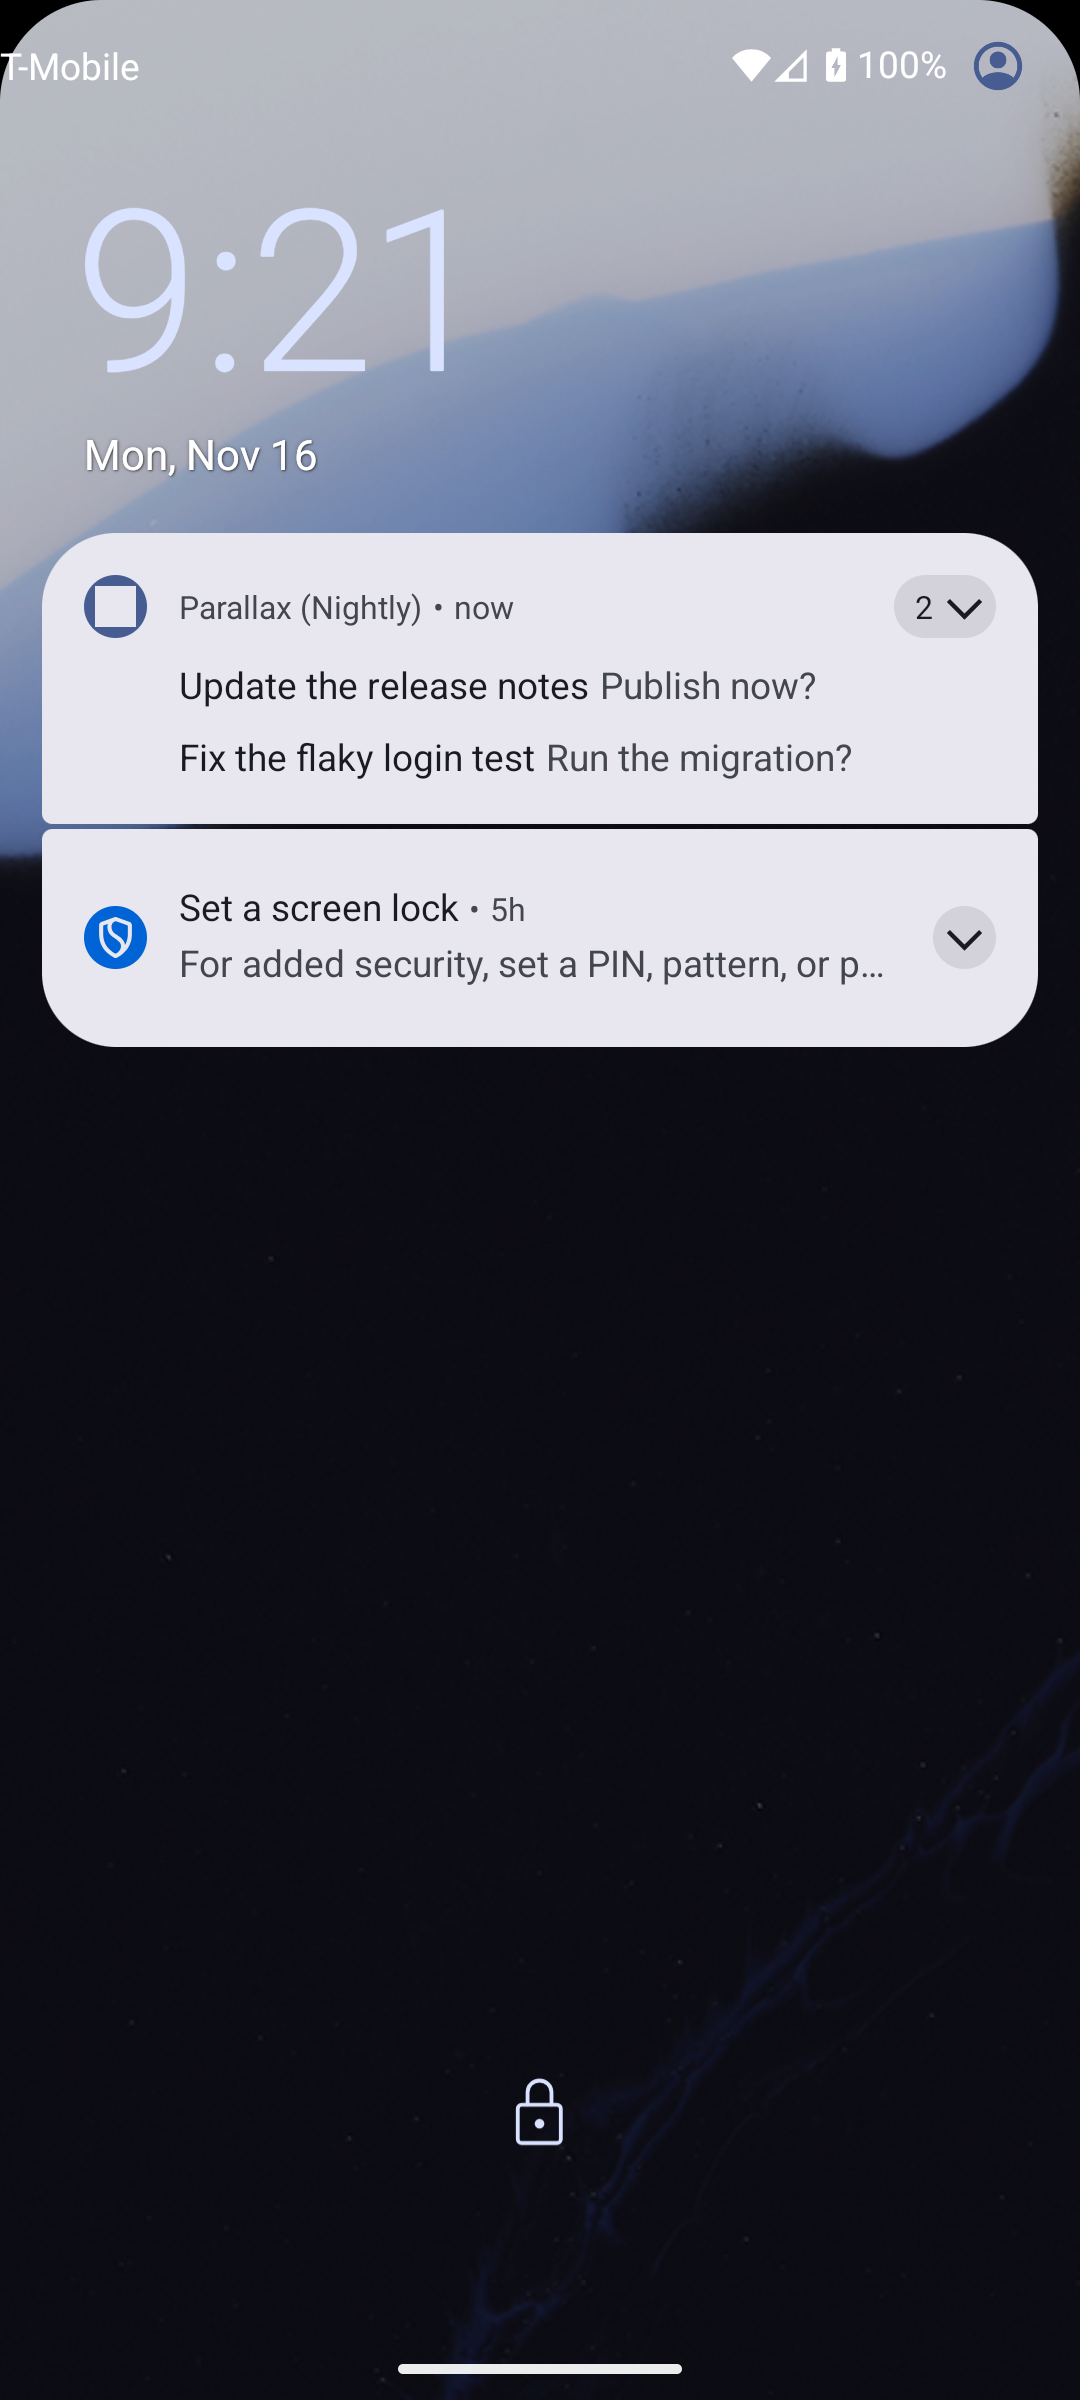 T-Mobile 100%
9:21
Mon, Nov 16
Parallax (Nightly) • now 2
Update the release notes Publish now?
Fix the flaky login test Run the migration?
Set a screen lock • 5h
For added security, set a PIN, pattern, or p…